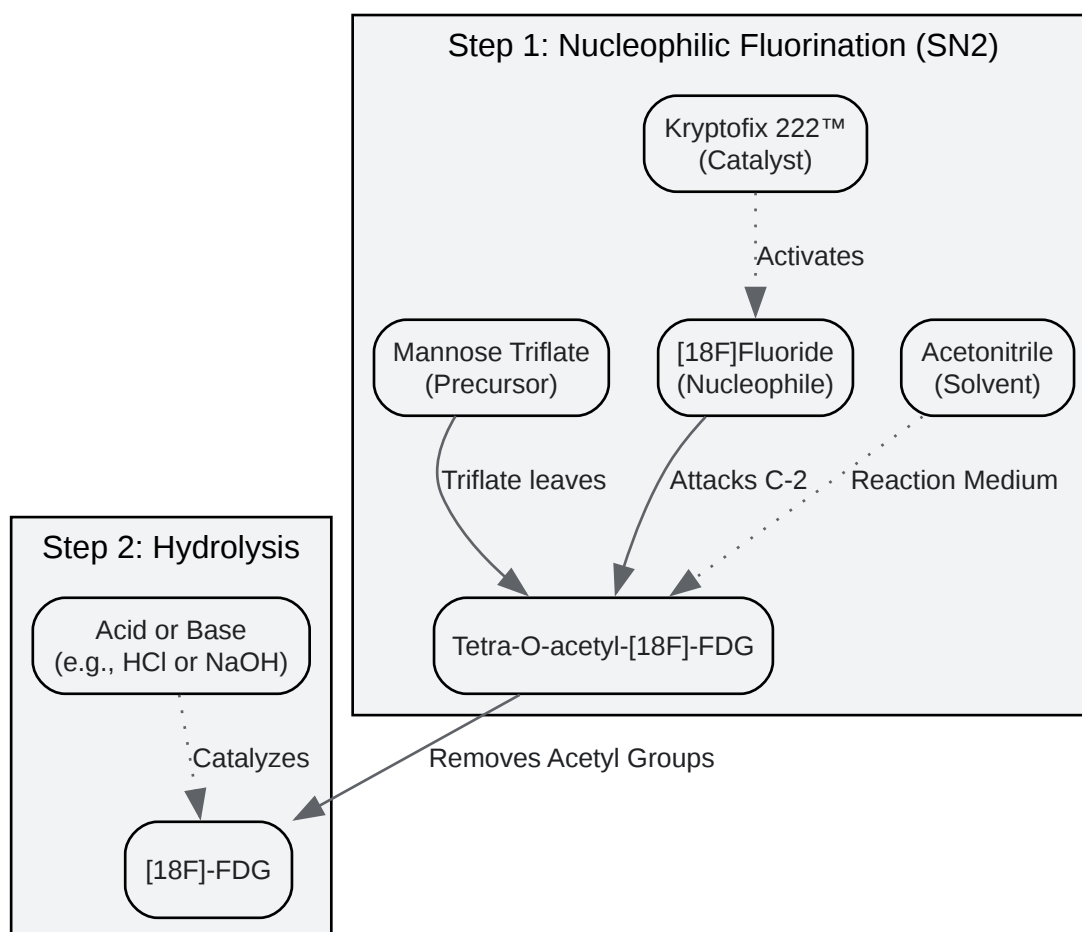 Step 1: Nucleophilic Fluorination (SN2)
Kryptofix 222™
(Catalyst)
Activates
Mannose Triflate
(Precursor)
[18F]Fluoride
(Nucleophile)
Acetonitrile
(Solvent)
Triflate leaves
Attacks C-2
Reaction Medium
Tetra-O-acetyl-[18F]-FDG
Step 2: Hydrolysis
Acid or Base
(e.g., HCl or NaOH)
Catalyzes
Removes Acetyl Groups
[18F]-FDG